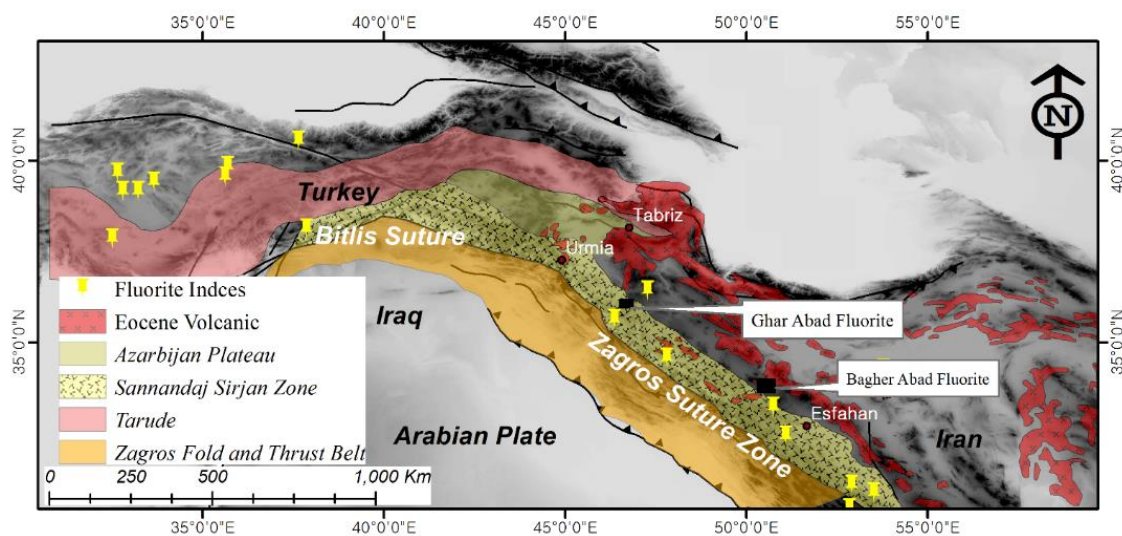 35°0'0"E 40°0'0"E 45°0'0"E 50°0'0"E 55°0'0"E
N
40°0'0"N
40°0'0"N
Turkey
Tabriz
Bitlis Suture
Urmia
Fluorite Indces
Eocene Volcanic
Azarbijan Plateau
Sannandaj Sirjan Zone
Tarude
Zagros Fold and Thrust Belt
Iraq
Ghar Abad Fluorite
35°0'0"N
35°0'0"N
Zagros Suture Zone
Bagher Abad Fluorite
Esfahan
Arabian Plate
Iran
0 250 500 1,000 Km
35°0'0"E 40°0'0"E 45°0'0"E 50°0'0"E 55°0'0"E